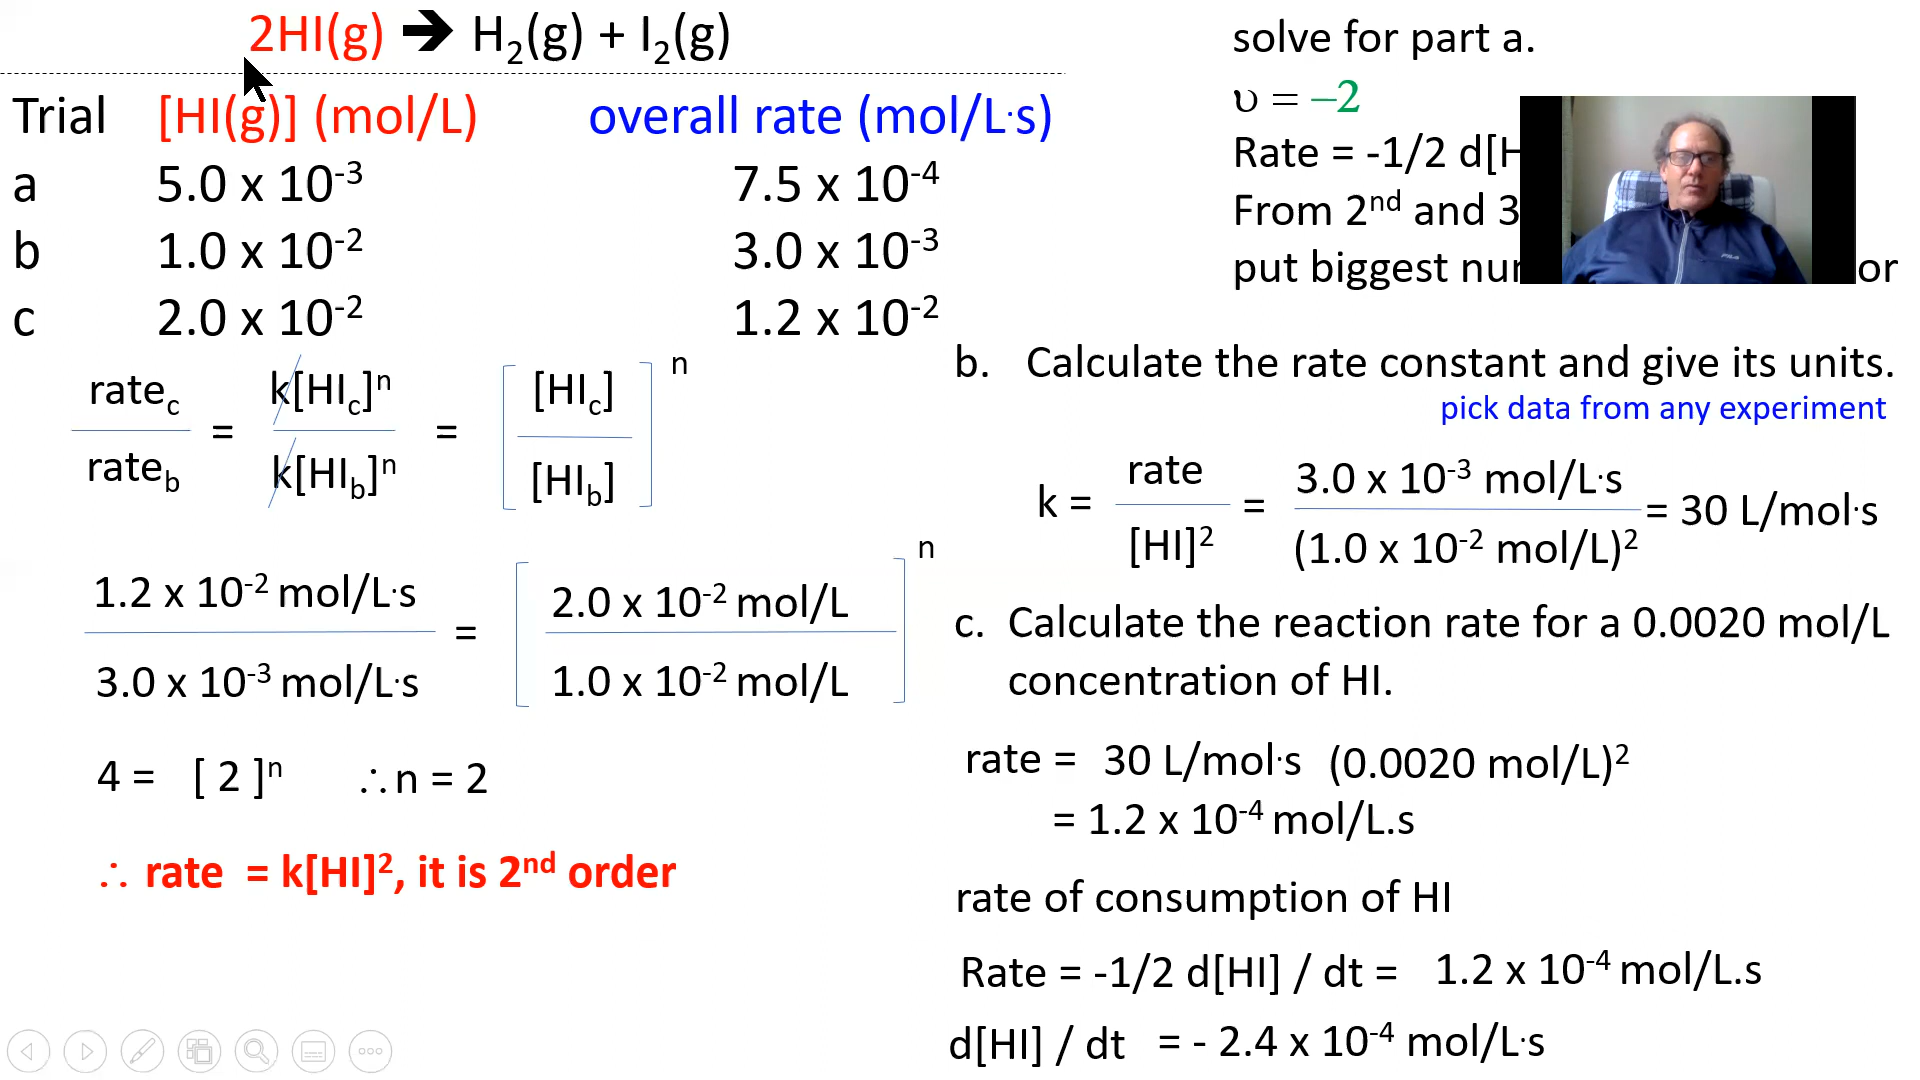 2HI(g) ➔ H₂(g) + I₂(g)
Trial [HI(g)] (mol/L) overall rate (mol/L·s)
a 5.0 x 10⁻³ 7.5 x 10⁻⁴
b 1.0 x 10⁻² 3.0 x 10⁻³
c 2.0 x 10⁻² 1.2 x 10⁻²
rate_c / rate_b = k[HI_c]ⁿ / k[HI_b]ⁿ = [ [HI_c] / [HI_b] ]ⁿ
1.2 x 10⁻² mol/L·s / 3.0 x 10⁻³ mol/L·s = [ 2.0 x 10⁻² mol/L / 1.0 x 10⁻² mol/L ]ⁿ
4 = [ 2 ]ⁿ ∴ n = 2
∴ rate = k[HI]², it is 2ⁿᵈ order
solve for part a.
υ = –2
Rate = -1/2 d[H
From 2ⁿᵈ and 3
put biggest or
b. Calculate the rate constant and give its units.
pick data from any experiment
k = rate / [HI]² = 3.0 x 10⁻³ mol/L·s / (1.0 x 10⁻² mol/L)² = 30 L/mol·s
c. Calculate the reaction rate for a 0.0020 mol/L
concentration of HI.
rate = 30 L/mol·s (0.0020 mol/L)²
= 1.2 x 10⁻⁴ mol/L.s
rate of consumption of HI
Rate = -1/2 d[HI] / dt = 1.2 x 10⁻⁴ mol/L.s
d[HI] / dt = - 2.4 x 10⁻⁴ mol/L·s